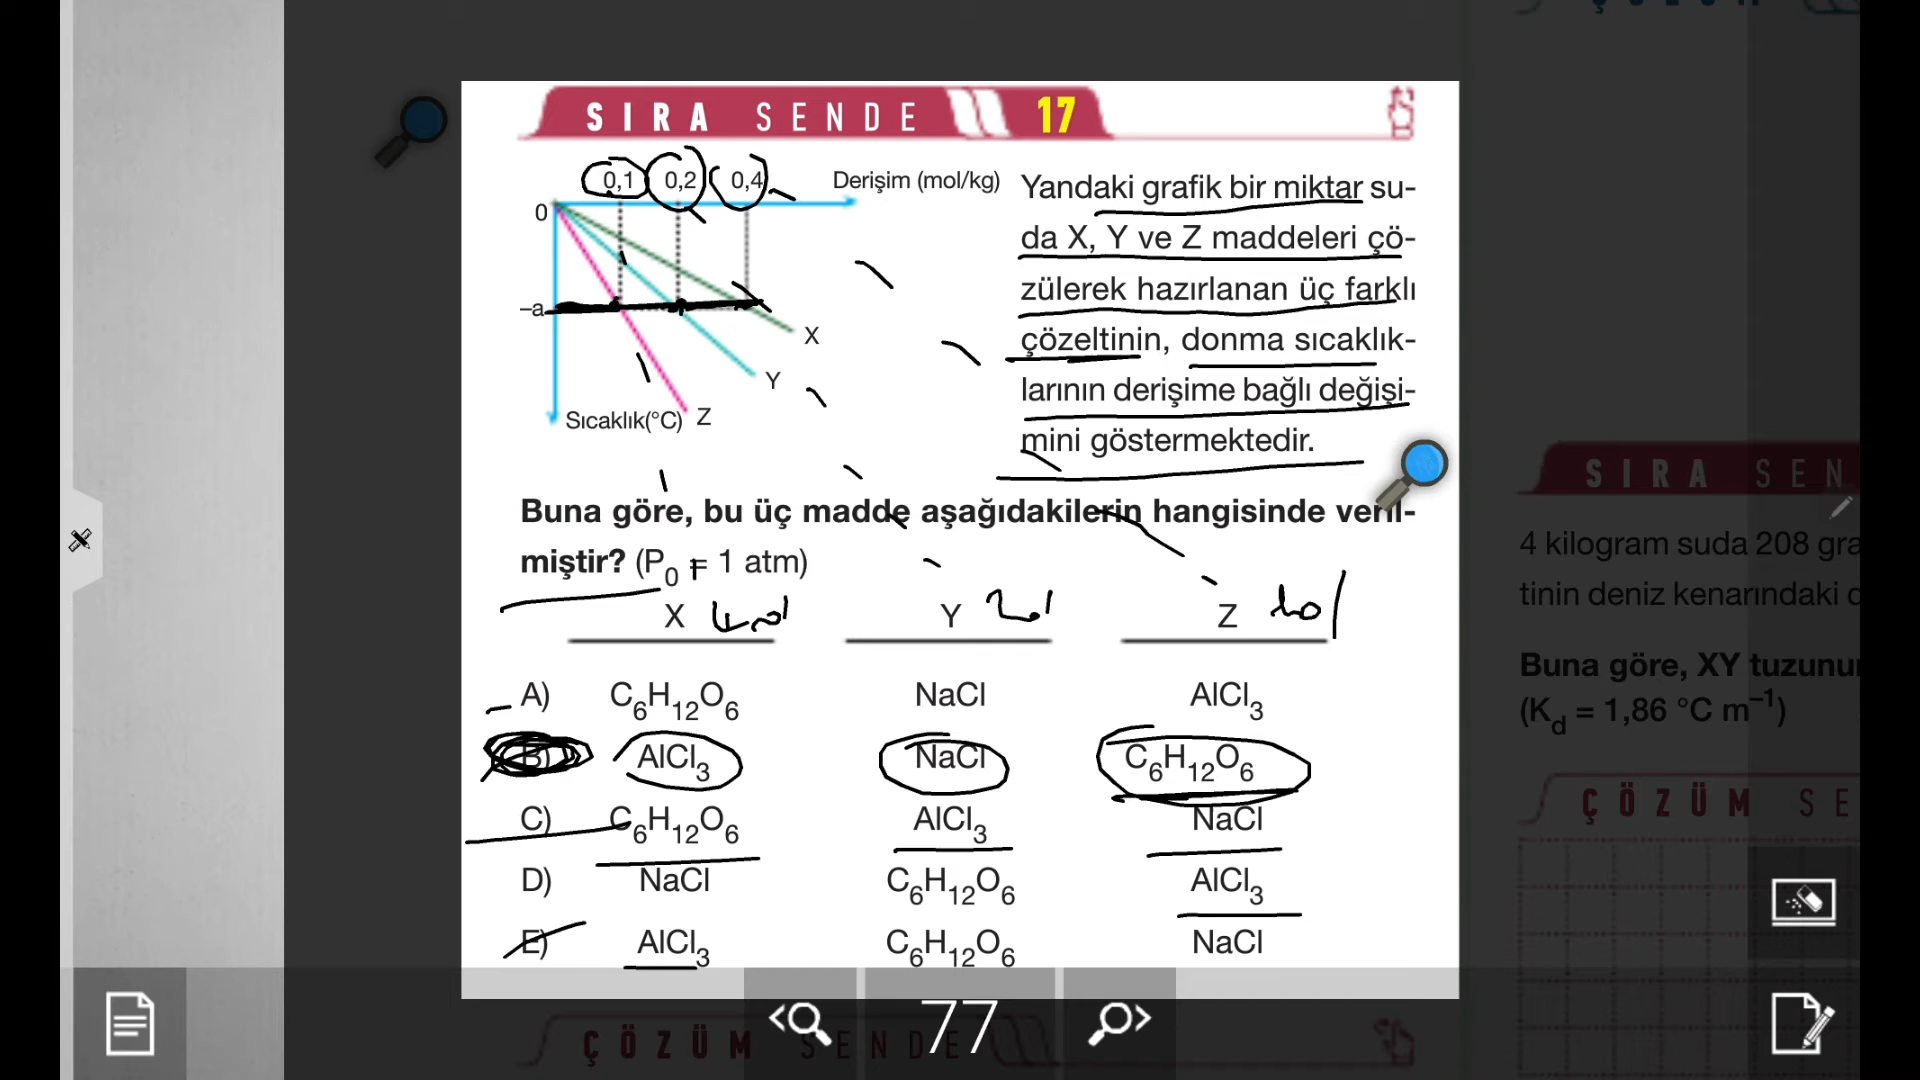 SIRA SENDE 17
0,1 0,2 0,4 Derişim (mol/kg)
0
–a
X
Y
Z
Sıcaklık(°C)
Yandaki grafik bir miktar su-
da X, Y ve Z maddeleri çö-
zülerek hazırlanan üç farklı
çözeltinin, donma sıcaklık-
larının derişime bağlı değişi-
mini göstermektedir.
Buna göre, bu üç madde aşağıdakilerin hangisinde veril-
miştir? (P0 = 1 atm)
X Y Z
A) C6H12O6 NaCl AlCl3
B) AlCl3 NaCl C6H12O6
C) C6H12O6 AlCl3 NaCl
D) NaCl C6H12O6 AlCl3
E) AlCl3 C6H12O6 NaCl
SIRA SEN
4 kilogram suda 208 gra
tinin deniz kenarındaki
Buna göre, XY tuzunu
(Kd = 1,86 °C m–1)
ÇÖZÜM SE
ÇÖZÜM SENDE
77